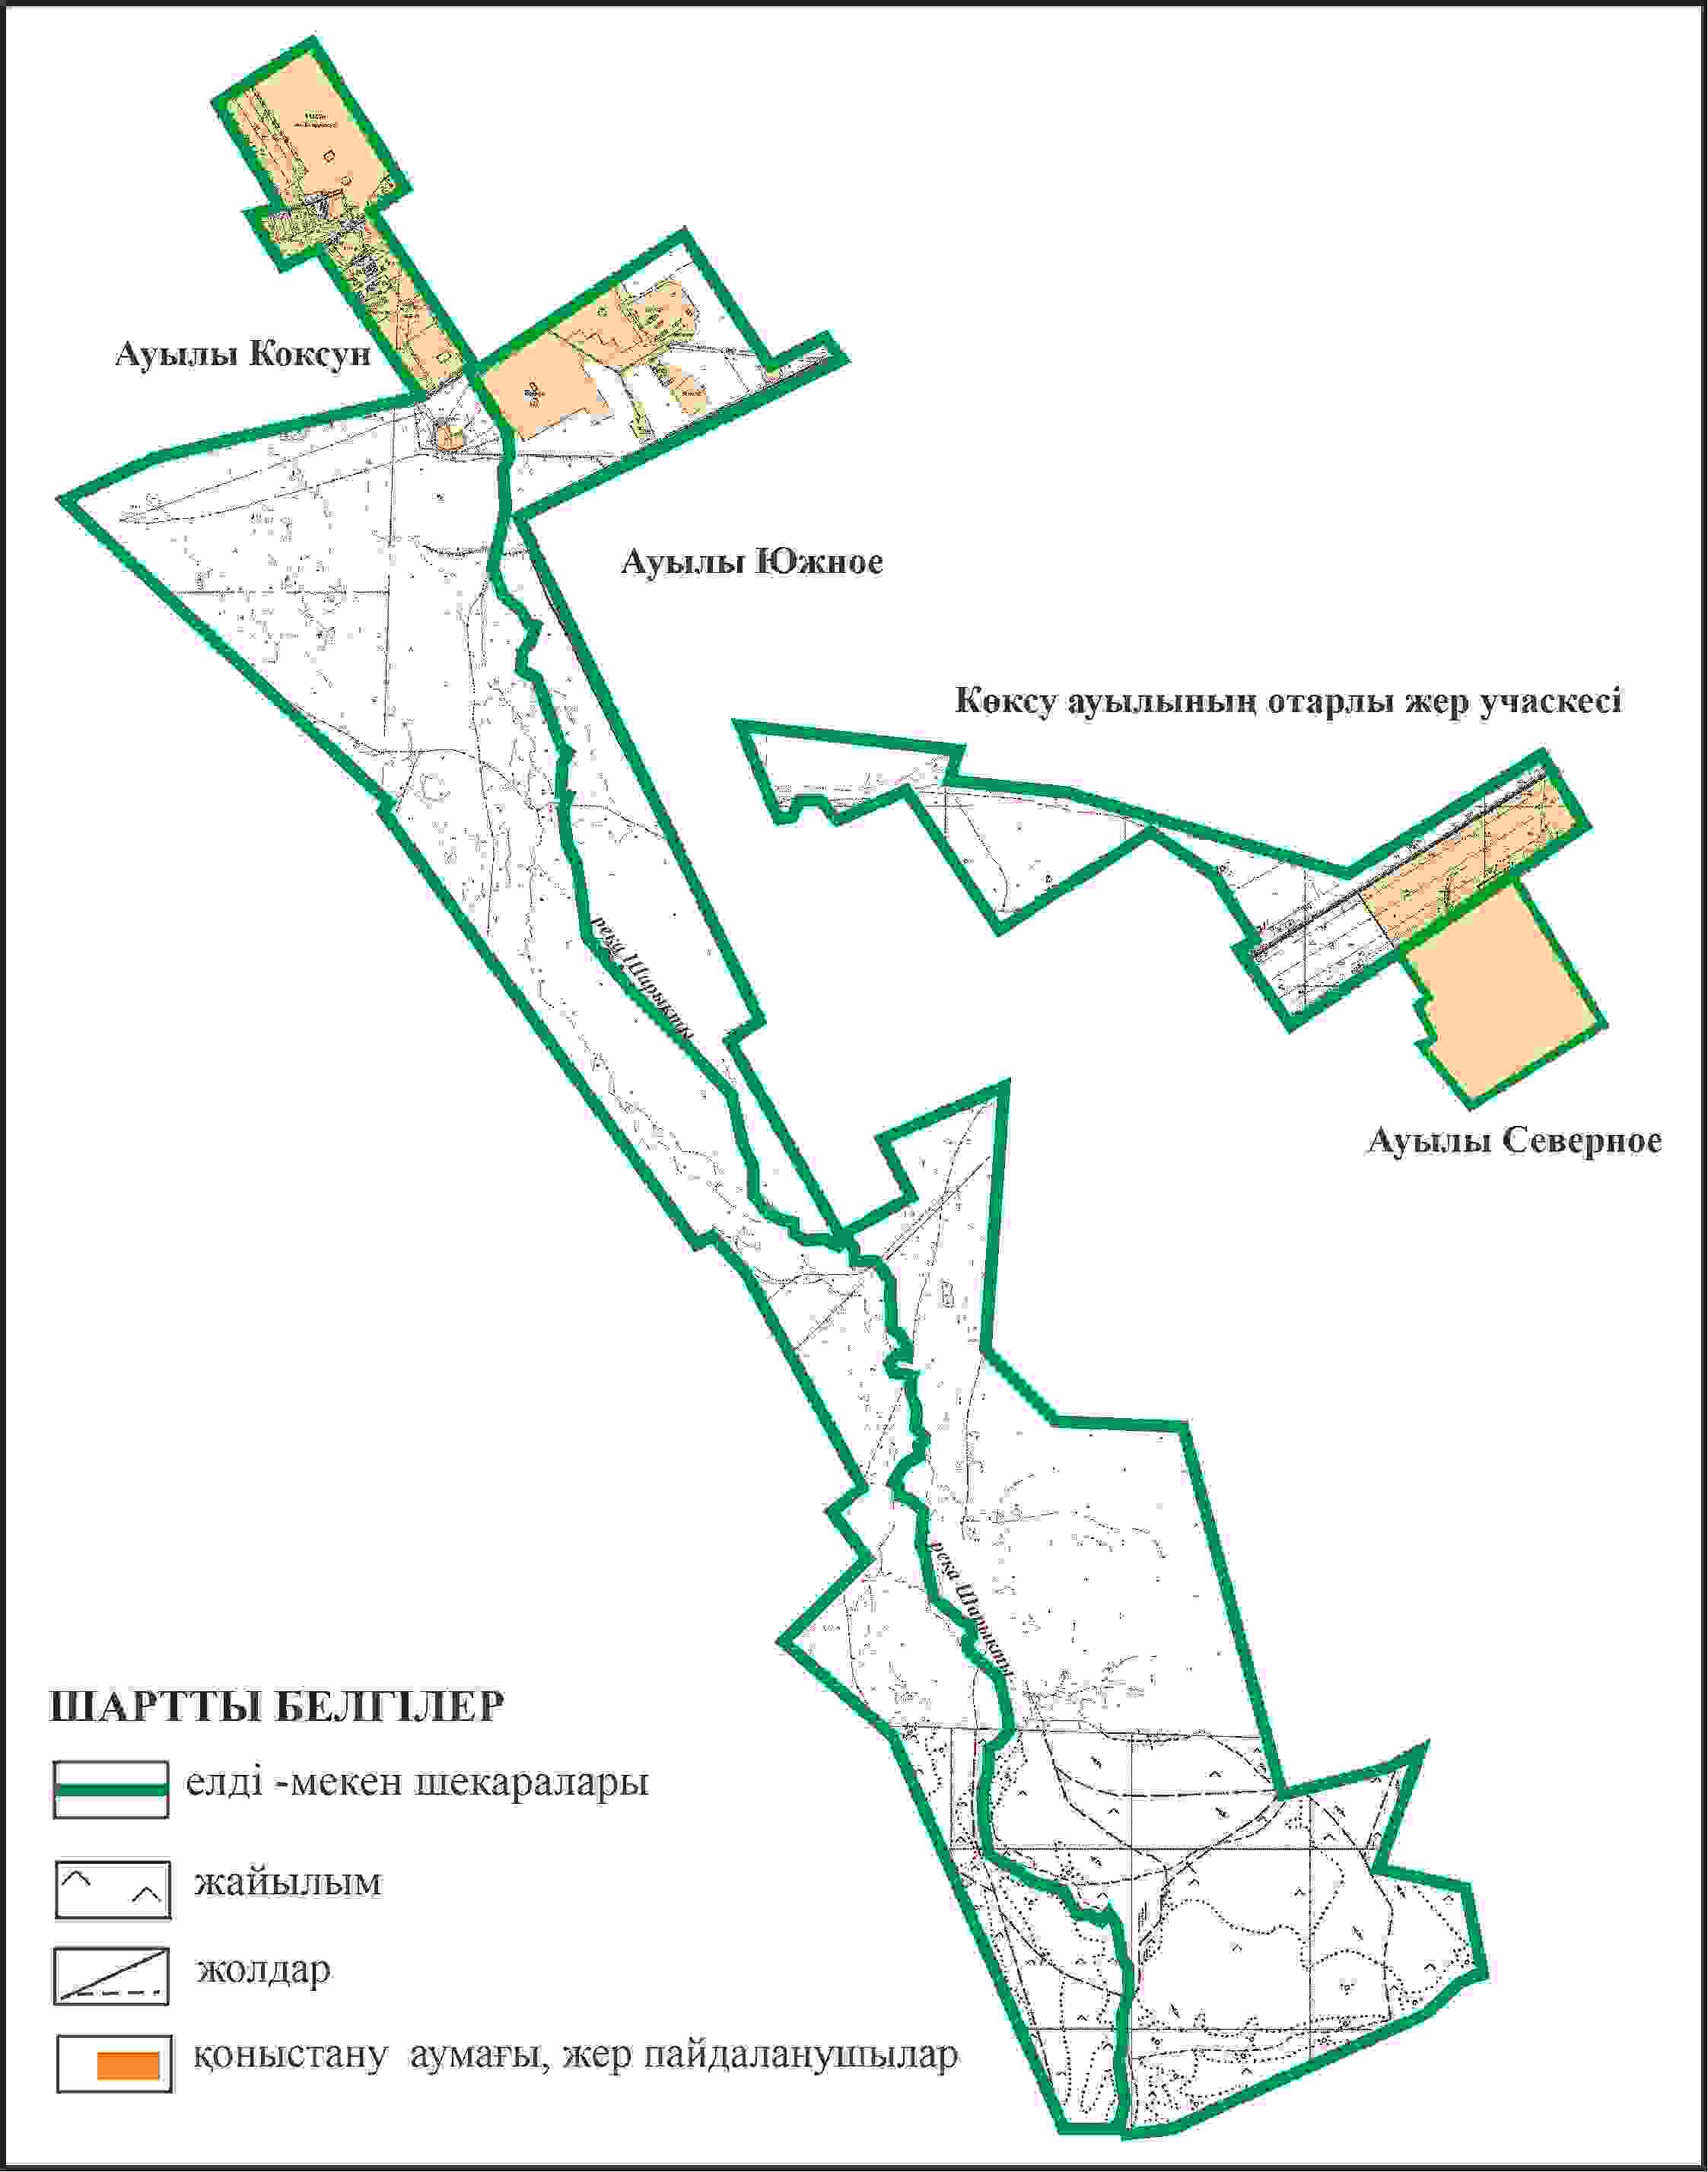 Ауылы Коксун
Ауылы Южное
Көксу ауылының отарлы жер учаскесі
река Шарыкты
Ауылы Северное
река Шарыкты
ШАРТТЫ БЕЛГІЛЕР
елді -мекен шекаралары
жайылым
жолдар
қоныстану аумағы, жер пайдаланушылар